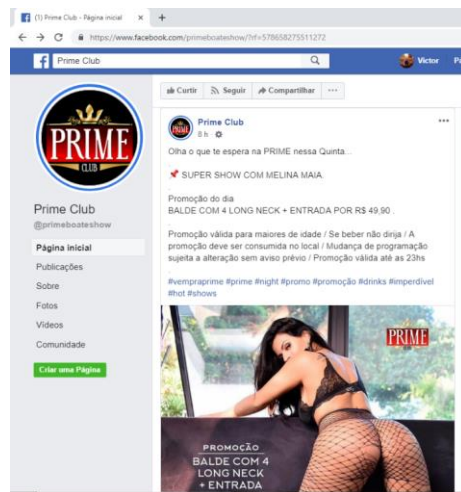 (1) Prime Club - Página inicial
https://www.facebook.com/primeboateshow/?rf=578658275511272
Prime Club
Victor
PRIME
CLUB
Prime Club
@primeboateshow
Página inicial
Publicações
Sobre
Fotos
Vídeos
Comunidade
Criar uma Página
Curtir
Seguir
Compartilhar
Prime Club
8 h
Olha o que te espera na PRIME nessa Quinta...
.
SUPER SHOW COM MELINA MAIA.
.
Promoção do dia
BALDE COM 4 LONG NECK + ENTRADA POR R$ 49,90 .
.
Promoção válida para maiores de idade / Se beber não dirija / A
promoção deve ser consumida no local / Mudança de programação
sujeita a alteração sem aviso prévio / Promoção válida até as 23hs
.
#vempraprime #prime #night #promo #promoção #drinks #imperdível
#hot #shows
PRIME
PROMOÇÃO
BALDE COM 4
LONG NECK
+ ENTRADA